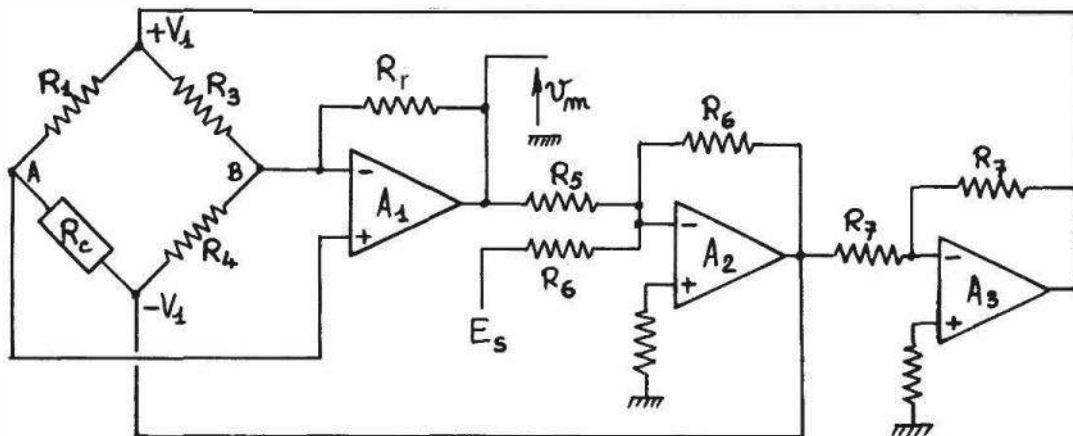 +V1
R1
R3
A
B
Rc
R4
-V1
Rr
vm
-
A1
+
R5
R6
Es
R6
-
A2
+
R7
R7
-
A3
+